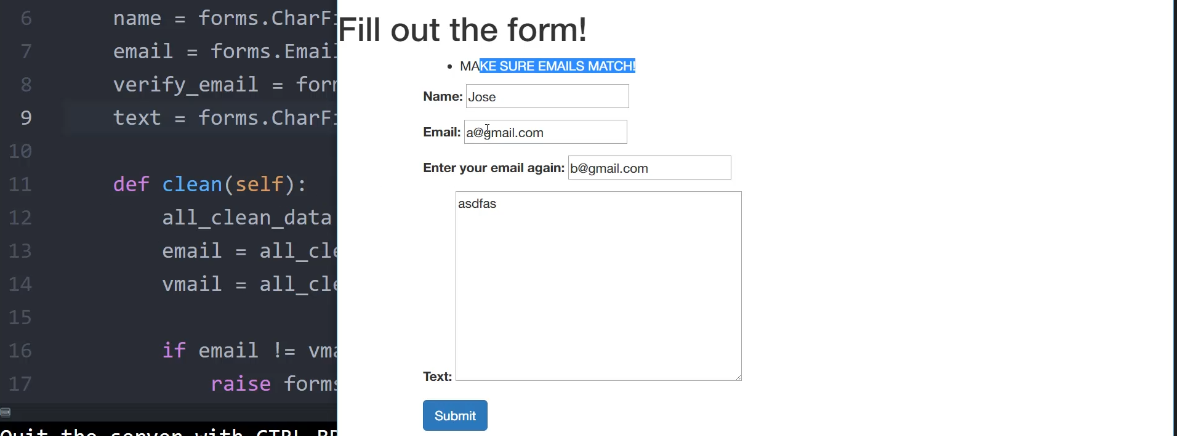 6 name = forms.CharFi
7 email = forms.Email
8 verify_email = for
9 text = forms.CharFi
10
11 def clean(self):
12 all_clean_data
13 email = all_cle
14 vmail = all_cle
15
16 if email != vma
17 raise forms
Quit the server with CTRL-BR
Fill out the form!
• MAKE SURE EMAILS MATCH!
Name: Jose
Email: a@gmail.com
Enter your email again: b@gmail.com
asdfas
Text:
Submit